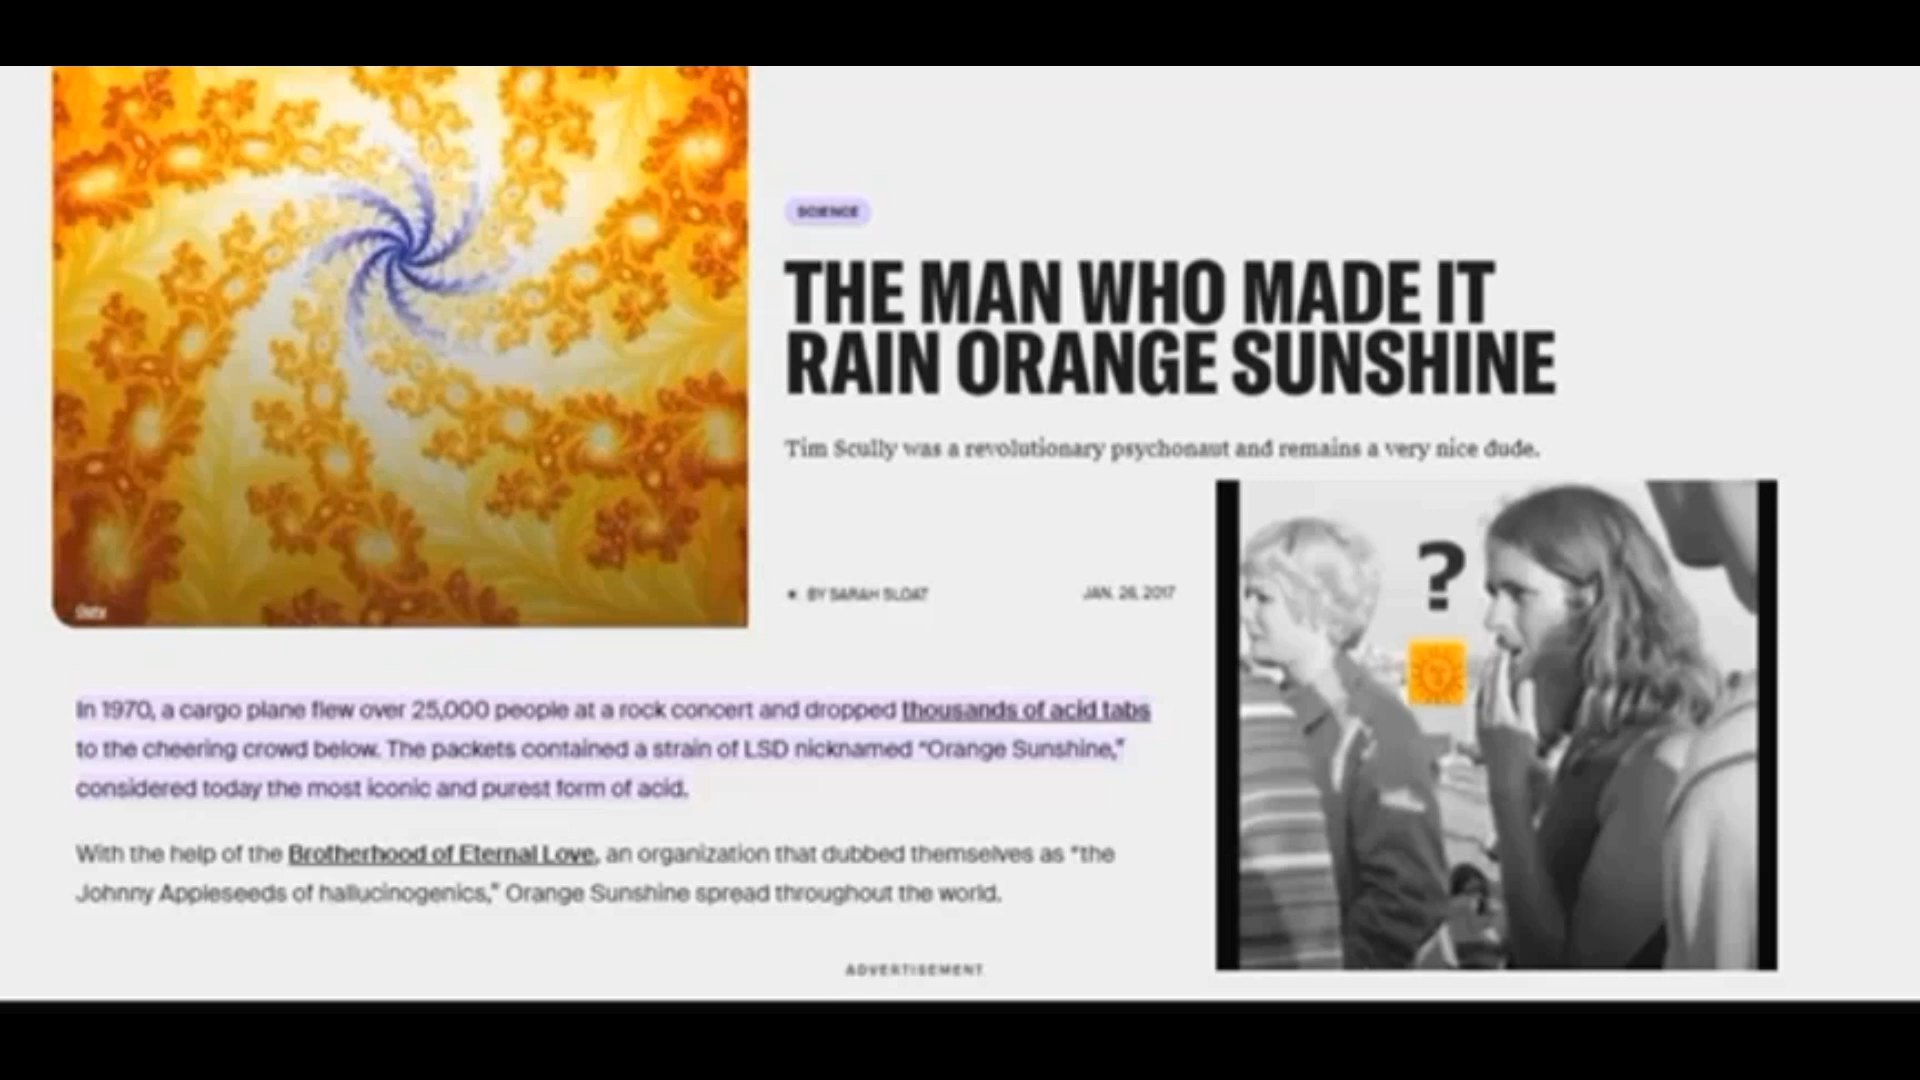 SCIENCE
THE MAN WHO MADE IT
RAIN ORANGE SUNSHINE
Tim Scully was a revolutionary psychonaut and remains a very nice dude.
BY SARAH SLOAT
JAN. 26, 2017
?
In 1970, a cargo plane flew over 25,000 people at a rock concert and dropped thousands of acid tabs
to the cheering crowd below. The packets contained a strain of LSD nicknamed “Orange Sunshine,”
considered today the most iconic and purest form of acid.
With the help of the Brotherhood of Eternal Love, an organization that dubbed themselves as “the
Johnny Appleseeds of hallucinogenics,” Orange Sunshine spread throughout the world.
ADVERTISEMENT